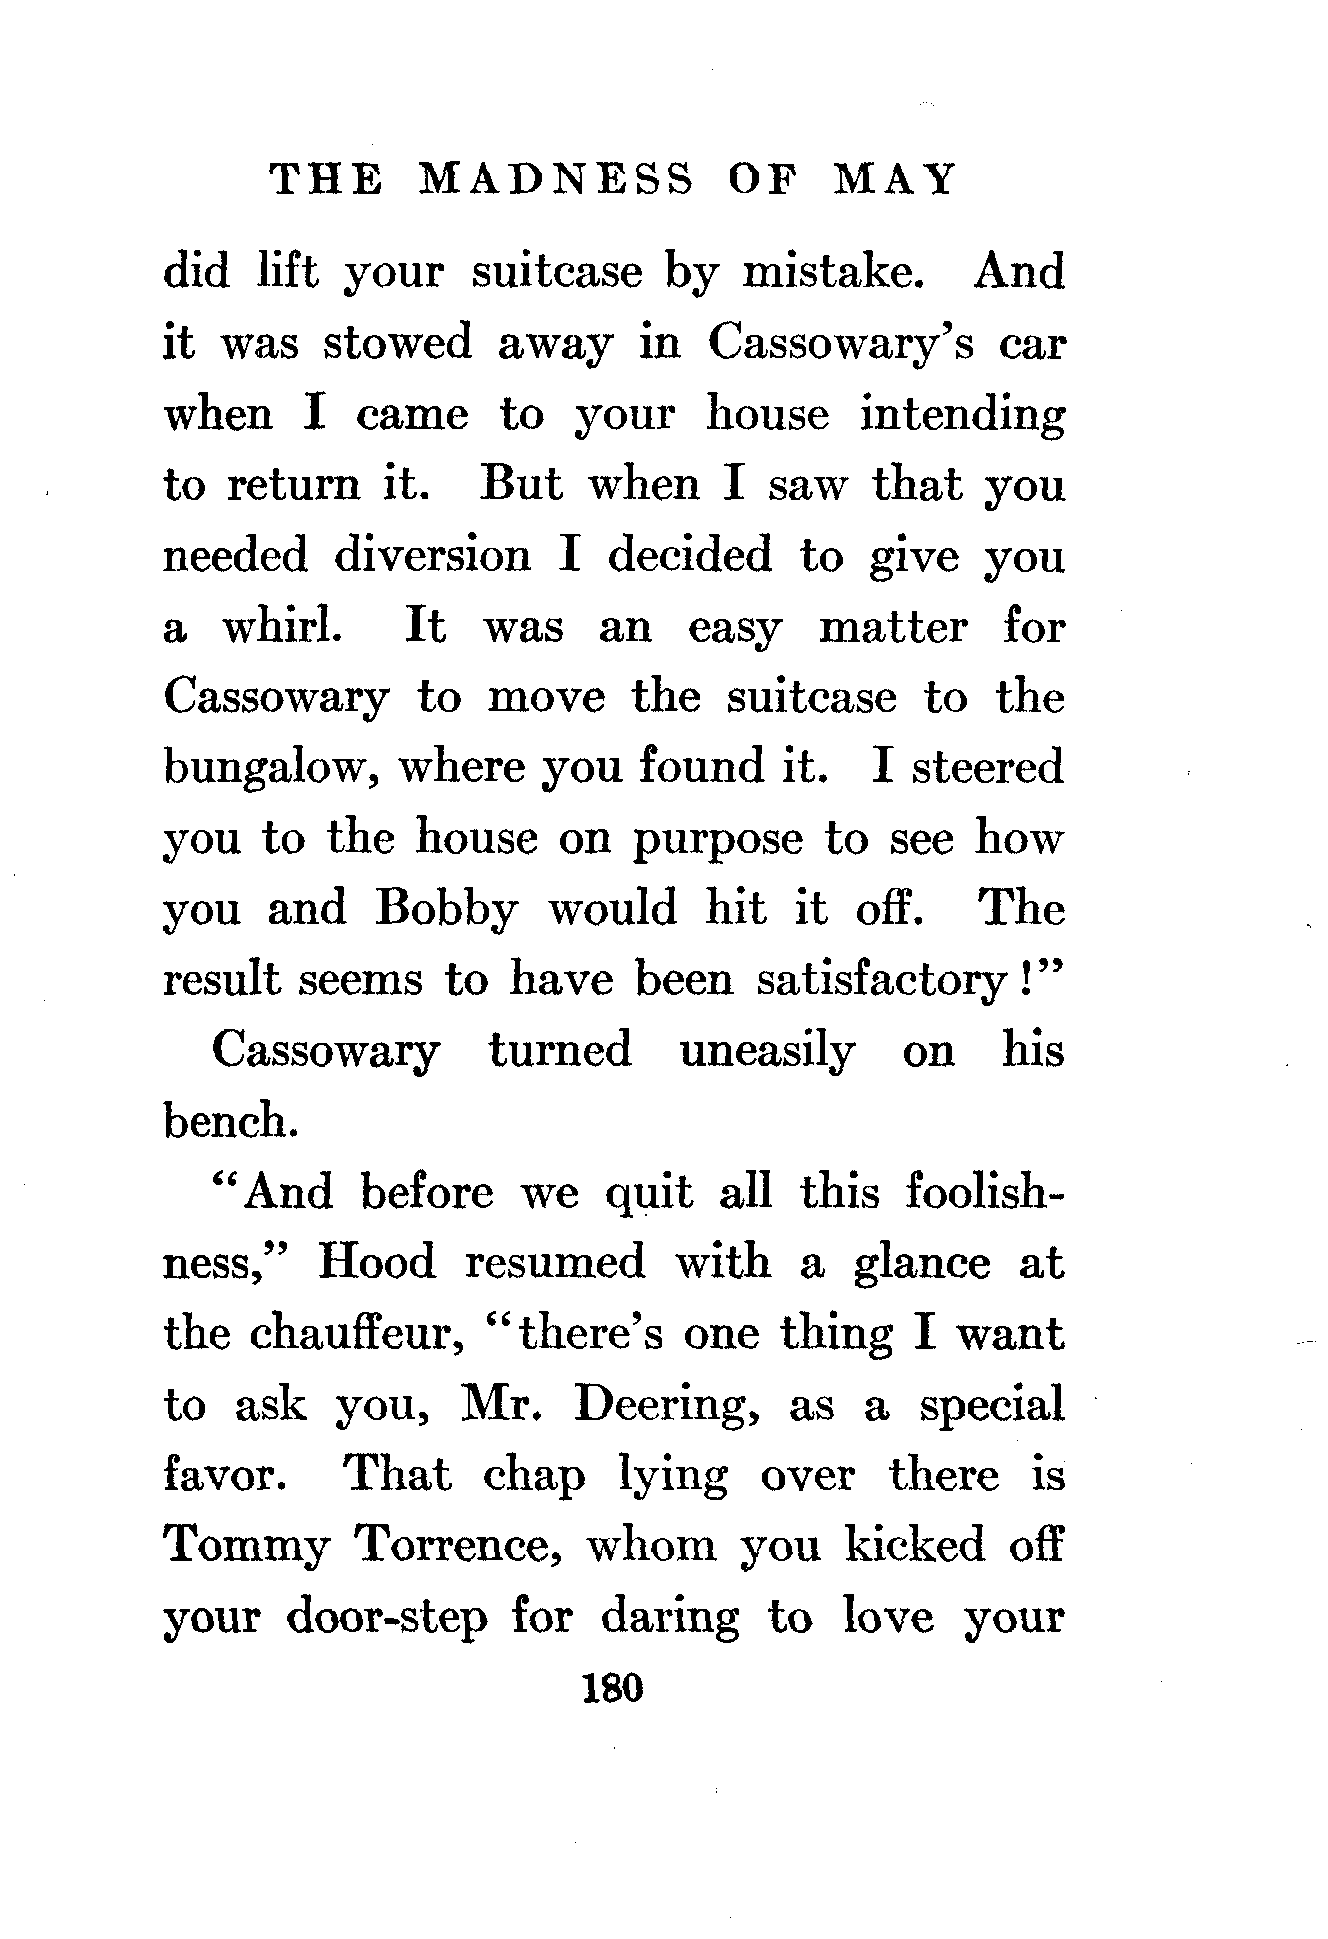 THE MADNESS OF MAY
did lift your suitcase by mistake. And
it was stowed away in Cassowary's car
when I came to your house intending
to return it. But when I saw that you
needed diversion I decided to give you
a whirl. It was an easy matter for
Cassowary to move the suitcase to the
bungalow, where you found it. I steered
you to the house on purpose to see how
you and Bobby would hit it off. The
result seems to have been satisfactory!"
Cassowary turned uneasily on his
bench.
"And before we quit all this foolish-
ness," Hood resumed with a glance at
the chauffeur, "there's one thing I want
to ask you, Mr. Deering, as a special
favor. That chap lying over there is
Tommy Torrence, whom you kicked off
your door-step for daring to love your
180